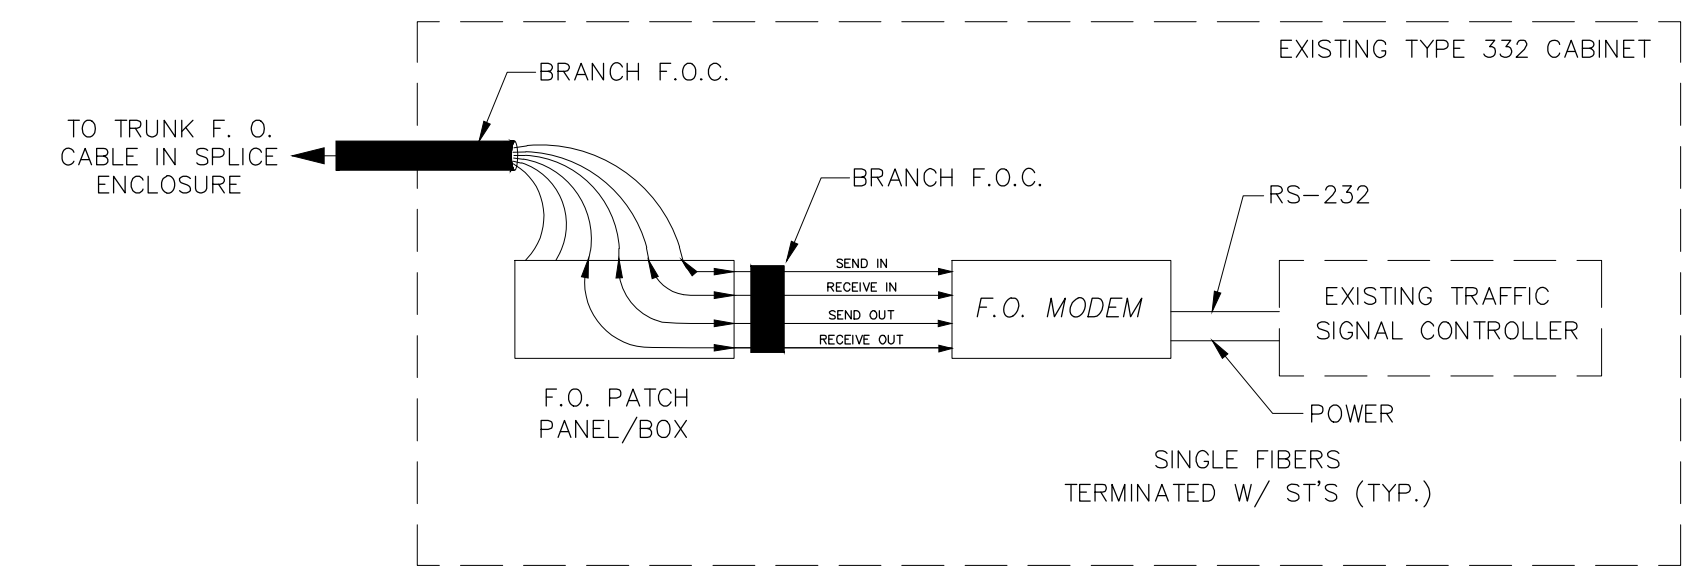 EXISTING TYPE 332 CABINET
BRANCH F.O.C.
TO TRUNK F. O.
CABLE IN SPLICE
ENCLOSURE
BRANCH F.O.C.
RS-232
SEND IN
RECEIVE IN
SEND OUT
RECEIVE OUT
F.O. MODEM
EXISTING TRAFFIC
SIGNAL CONTROLLER
F.O. PATCH
PANEL/BOX
POWER
SINGLE FIBERS
TERMINATED W/ ST'S (TYP.)